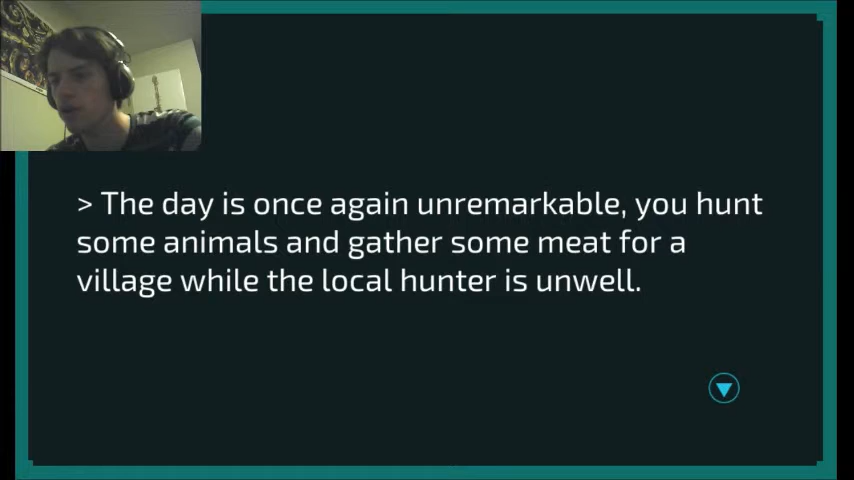 > The day is once again unremarkable, you hunt
some animals and gather some meat for a
village while the local hunter is unwell.